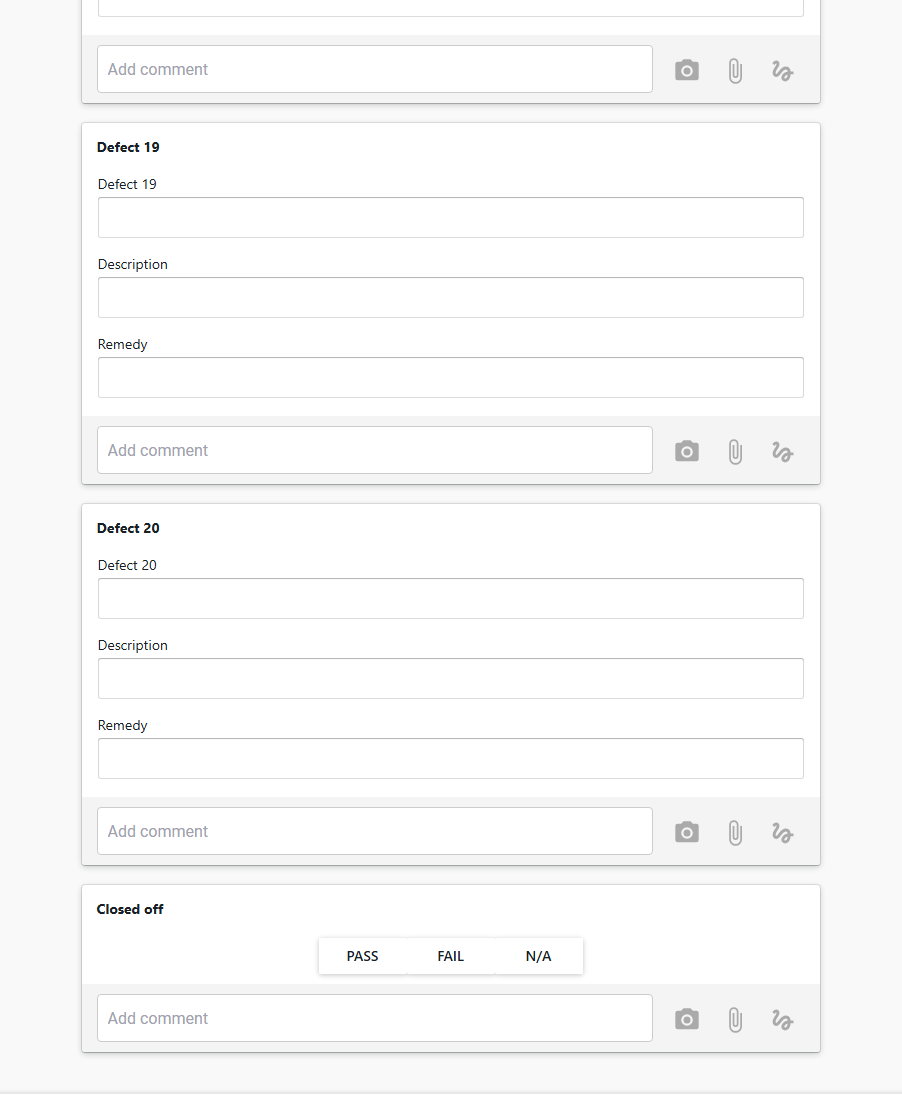 Add comment
Defect 19
Defect 19
Description
Remedy
Add comment
Defect 20
Defect 20
Description
Remedy
Add comment
Closed off
PASS FAIL N/A
Add comment